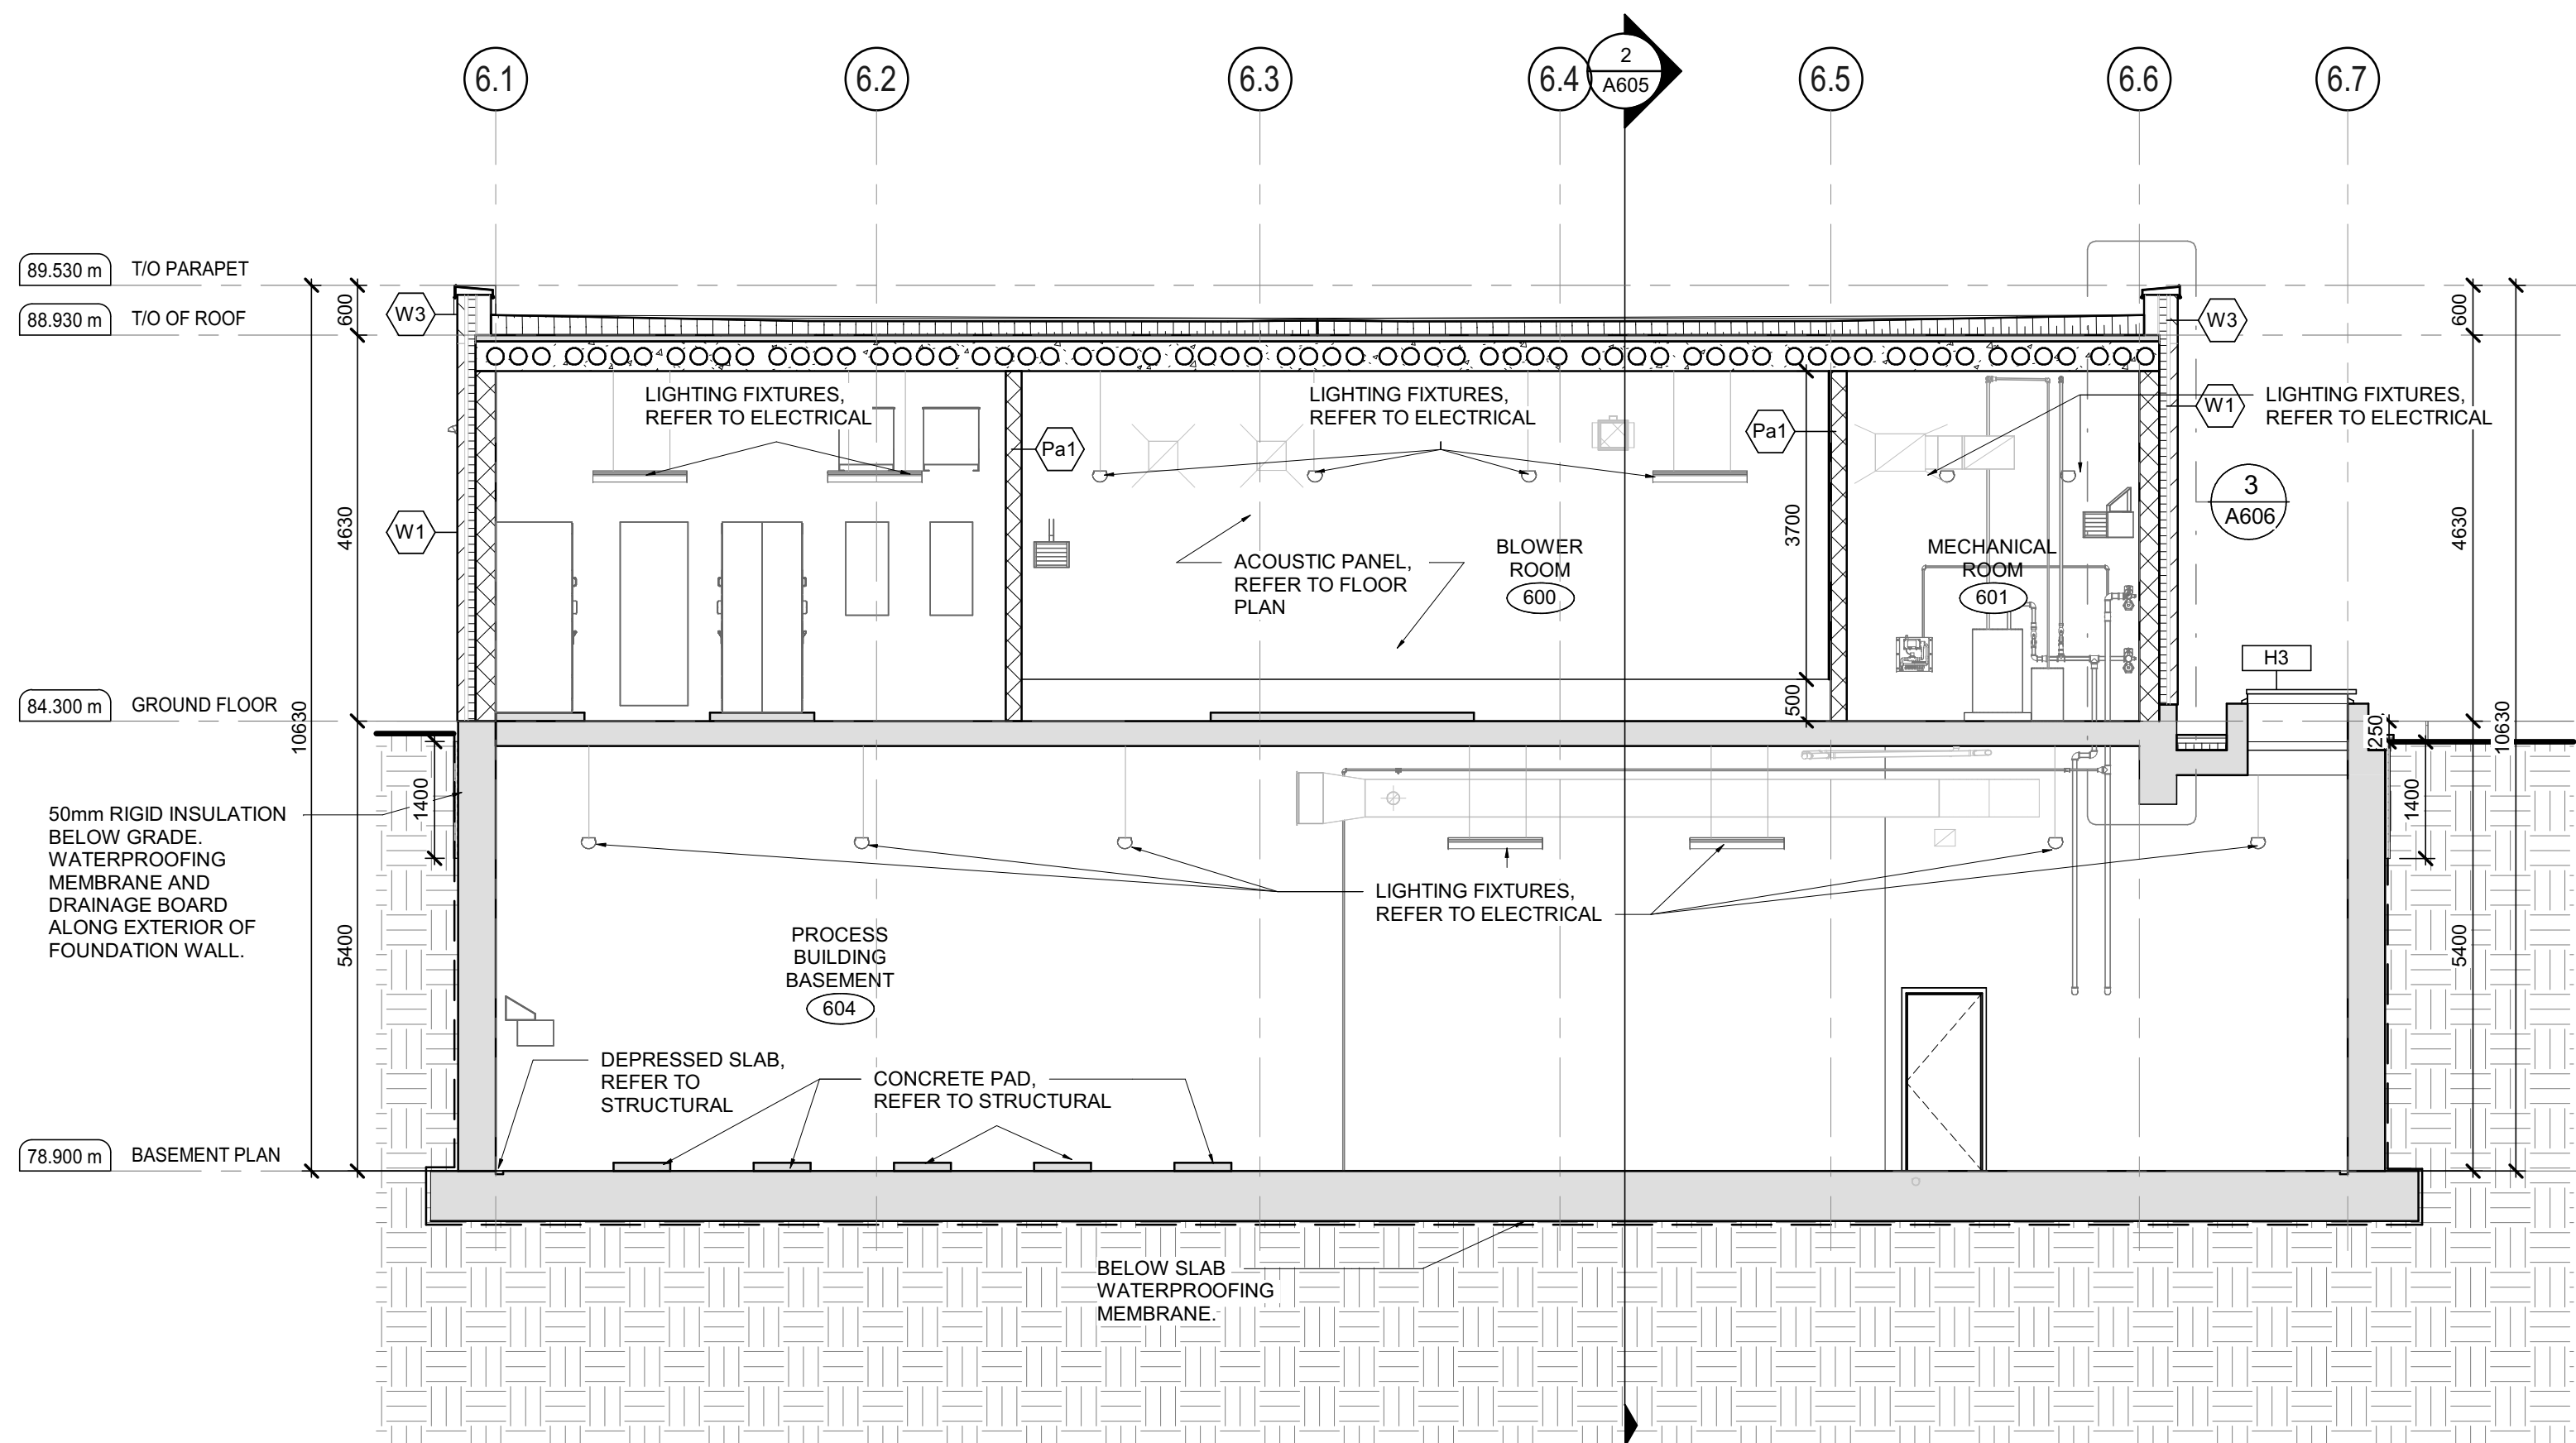 6.1
6.2
6.3
6.4
2
A605
6.5
6.6
6.7
89.530 m
T/O PARAPET
88.930 m
T/O OF ROOF
84.300 m
GROUND FLOOR
78.900 m
BASEMENT PLAN
10630
600
4630
5400
1400
W3
W1
LIGHTING FIXTURES,
REFER TO ELECTRICAL
Pa1
LIGHTING FIXTURES,
REFER TO ELECTRICAL
ACOUSTIC PANEL,
REFER TO FLOOR
PLAN
BLOWER
ROOM
600
Pa1
3700
500
MECHANICAL
ROOM
601
W3
W1
LIGHTING FIXTURES,
REFER TO ELECTRICAL
3
A606
H3
600
4630
10630
250
1400
5400
50mm RIGID INSULATION
BELOW GRADE.
WATERPROOFING
MEMBRANE AND
DRAINAGE BOARD
ALONG EXTERIOR OF
FOUNDATION WALL.
LIGHTING FIXTURES,
REFER TO ELECTRICAL
PROCESS
BUILDING
BASEMENT
604
DEPRESSED SLAB,
REFER TO
STRUCTURAL
CONCRETE PAD,
REFER TO STRUCTURAL
BELOW SLAB
WATERPROOFING
MEMBRANE.